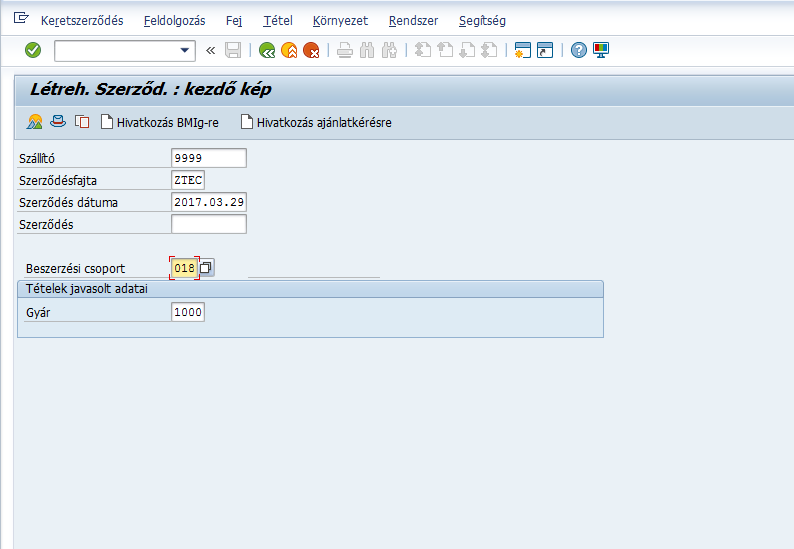 Keretszerződés Feldolgozás Fej Tétel Környezet Rendszer Segítség
Létreh. Szerződ. : kezdő kép
Hivatkozás BMIg-re Hivatkozás ajánlatkérésre
Szállító 9999
Szerződésfajta ZTEC
Szerződés dátuma 2017.03.29
Szerződés
Beszerzési csoport 018
Tételek javasolt adatai
Gyár 1000